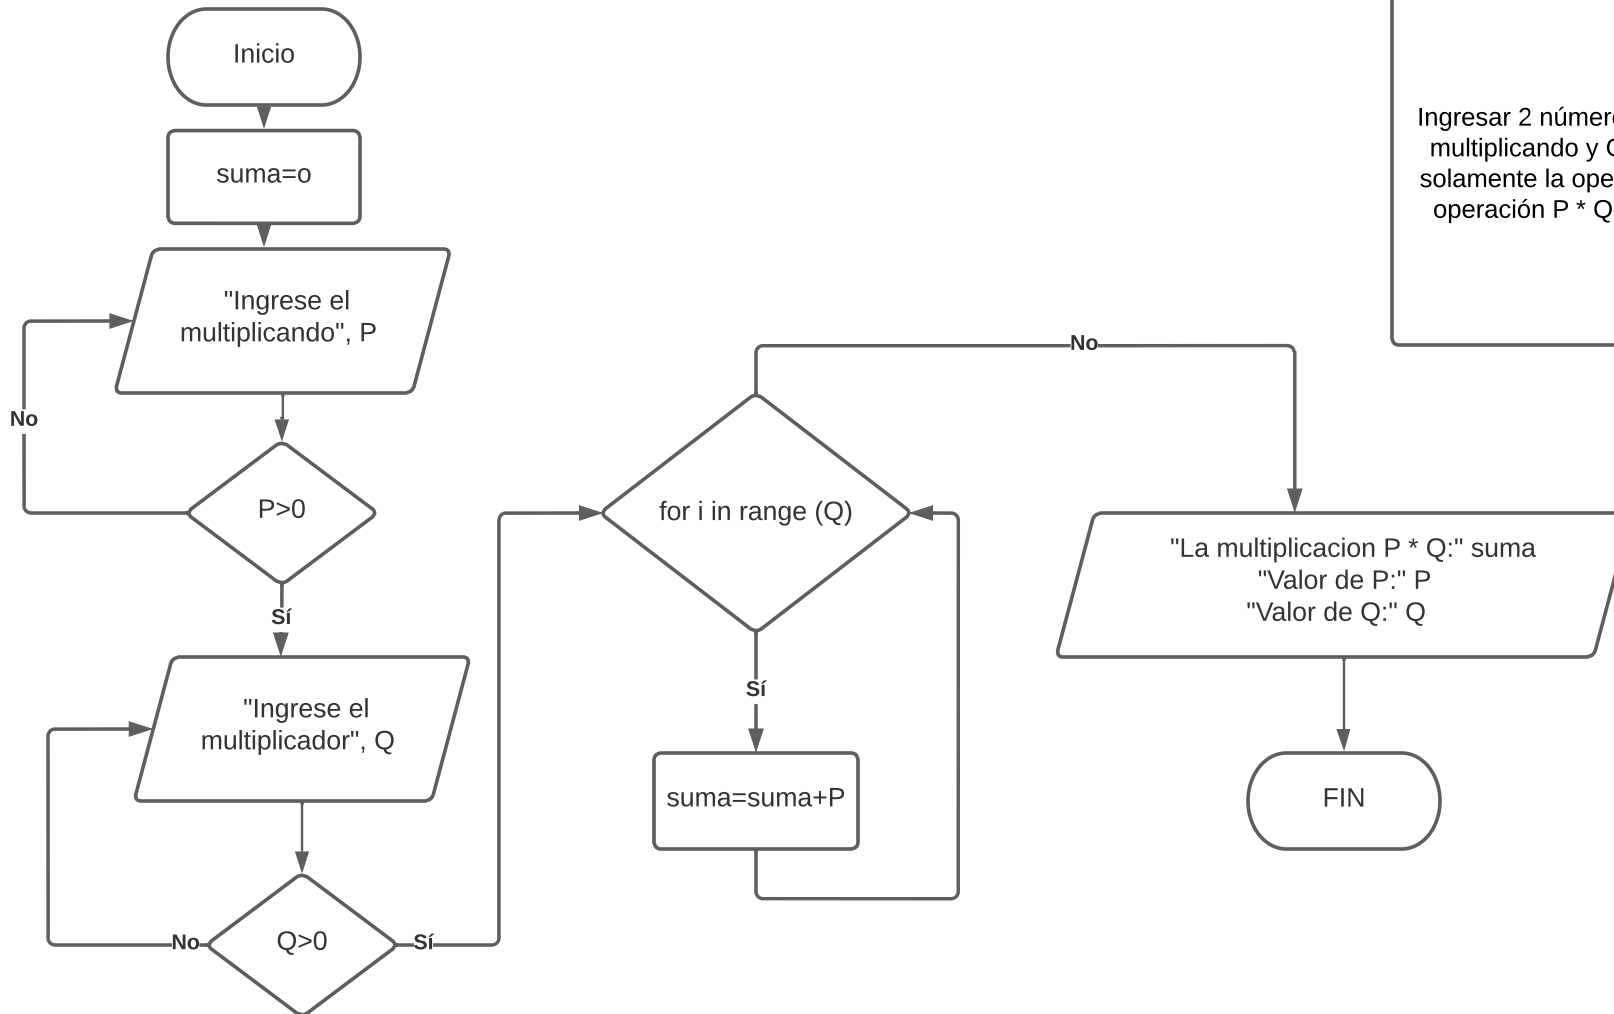 Inicio
suma=o
"Ingrese el
multiplicando", P
No
P>0
Sí
"Ingrese el
multiplicador", Q
No
Q>0
Sí
for i in range (Q)
No
Sí
suma=suma+P
"La multiplicacion P * Q:" suma
"Valor de P:" P
"Valor de Q:" Q
FIN
Ingresar 2
multiplicando y
solamente la
operación P * Q